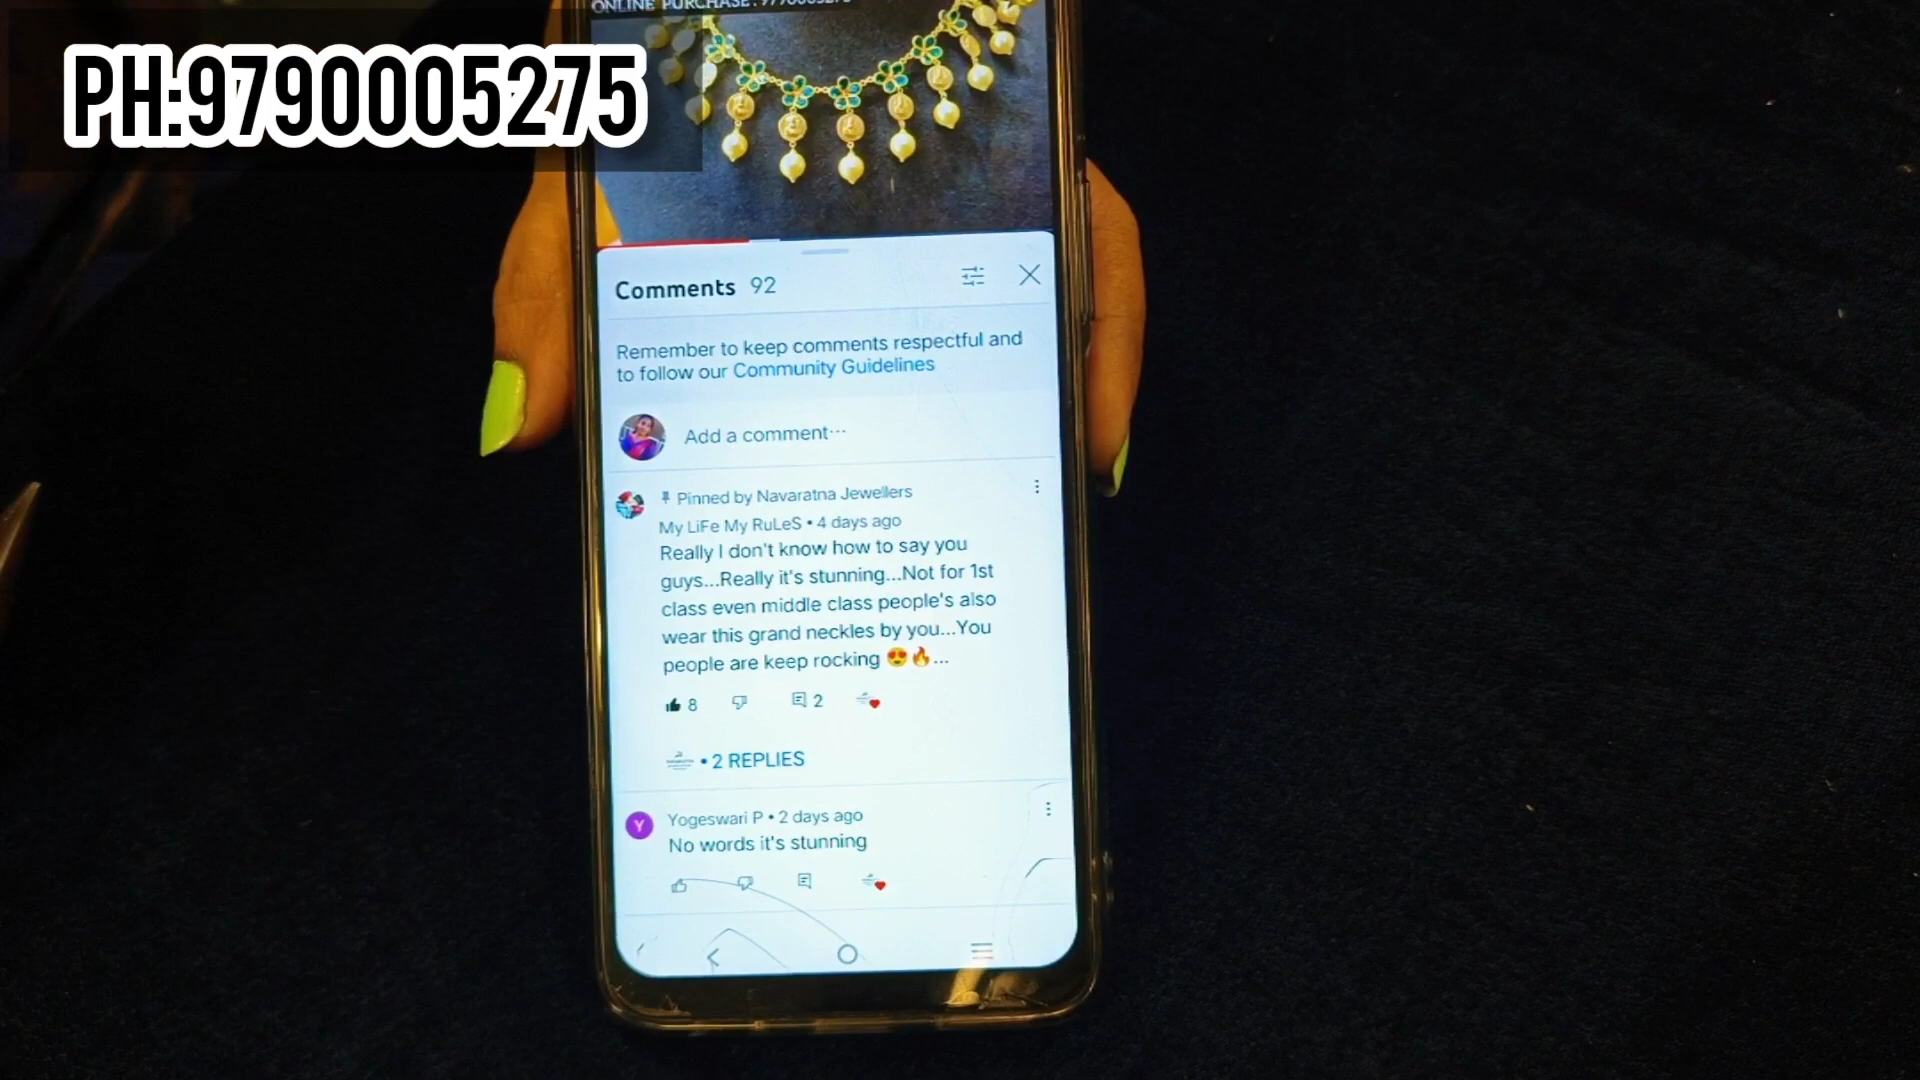 ONLINE PURCHASE: 9790005275
PH:9790005275
Comments 92
Remember to keep comments respectful and
to follow our Community Guidelines
Add a comment...
Pinned by Navaratna Jewellers
My LiFe My RuLeS • 4 days ago
Really I don't know how to say you
guys...Really it's stunning...Not for 1st
class even middle class people's also
wear this grand neckles by you...You
people are keep rocking 😍🔥...
8 2
• 2 REPLIES
Y
Yogeswari P • 2 days ago
No words it's stunning